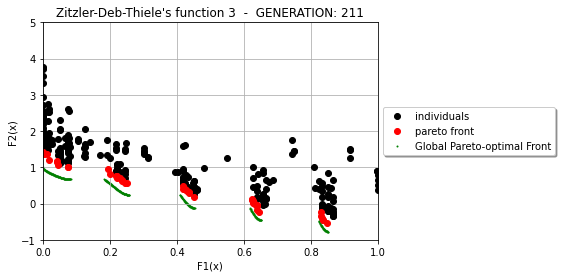 Zitzler-Deb-Thiele's function 3 - GENERATION: 211
5
4
3
2
1
0
−1
F2(x)
0.0 0.2 0.4 0.6 0.8 1.0
F1(x)
individuals
pareto front
Global Pareto-optimal Front